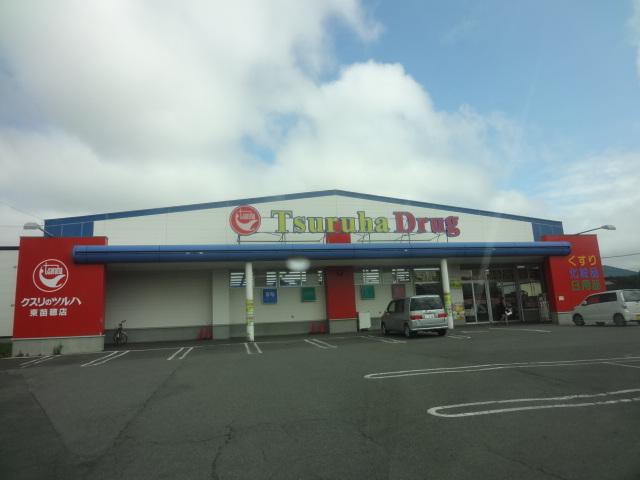 Tsuruha Drug
クスリのツルハ
東苗穂店
くすり
化粧品
日用品